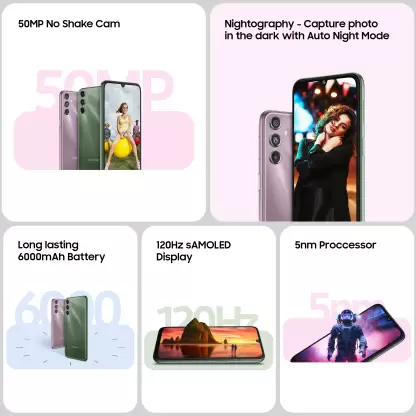 50MP No Shake Cam
50MP
Nightography - Capture photo
in the dark with Auto Night Mode
Long lasting
6000mAh Battery
6000
120Hz sAMOLED
Display
120Hz
5nm Proccessor
5nm